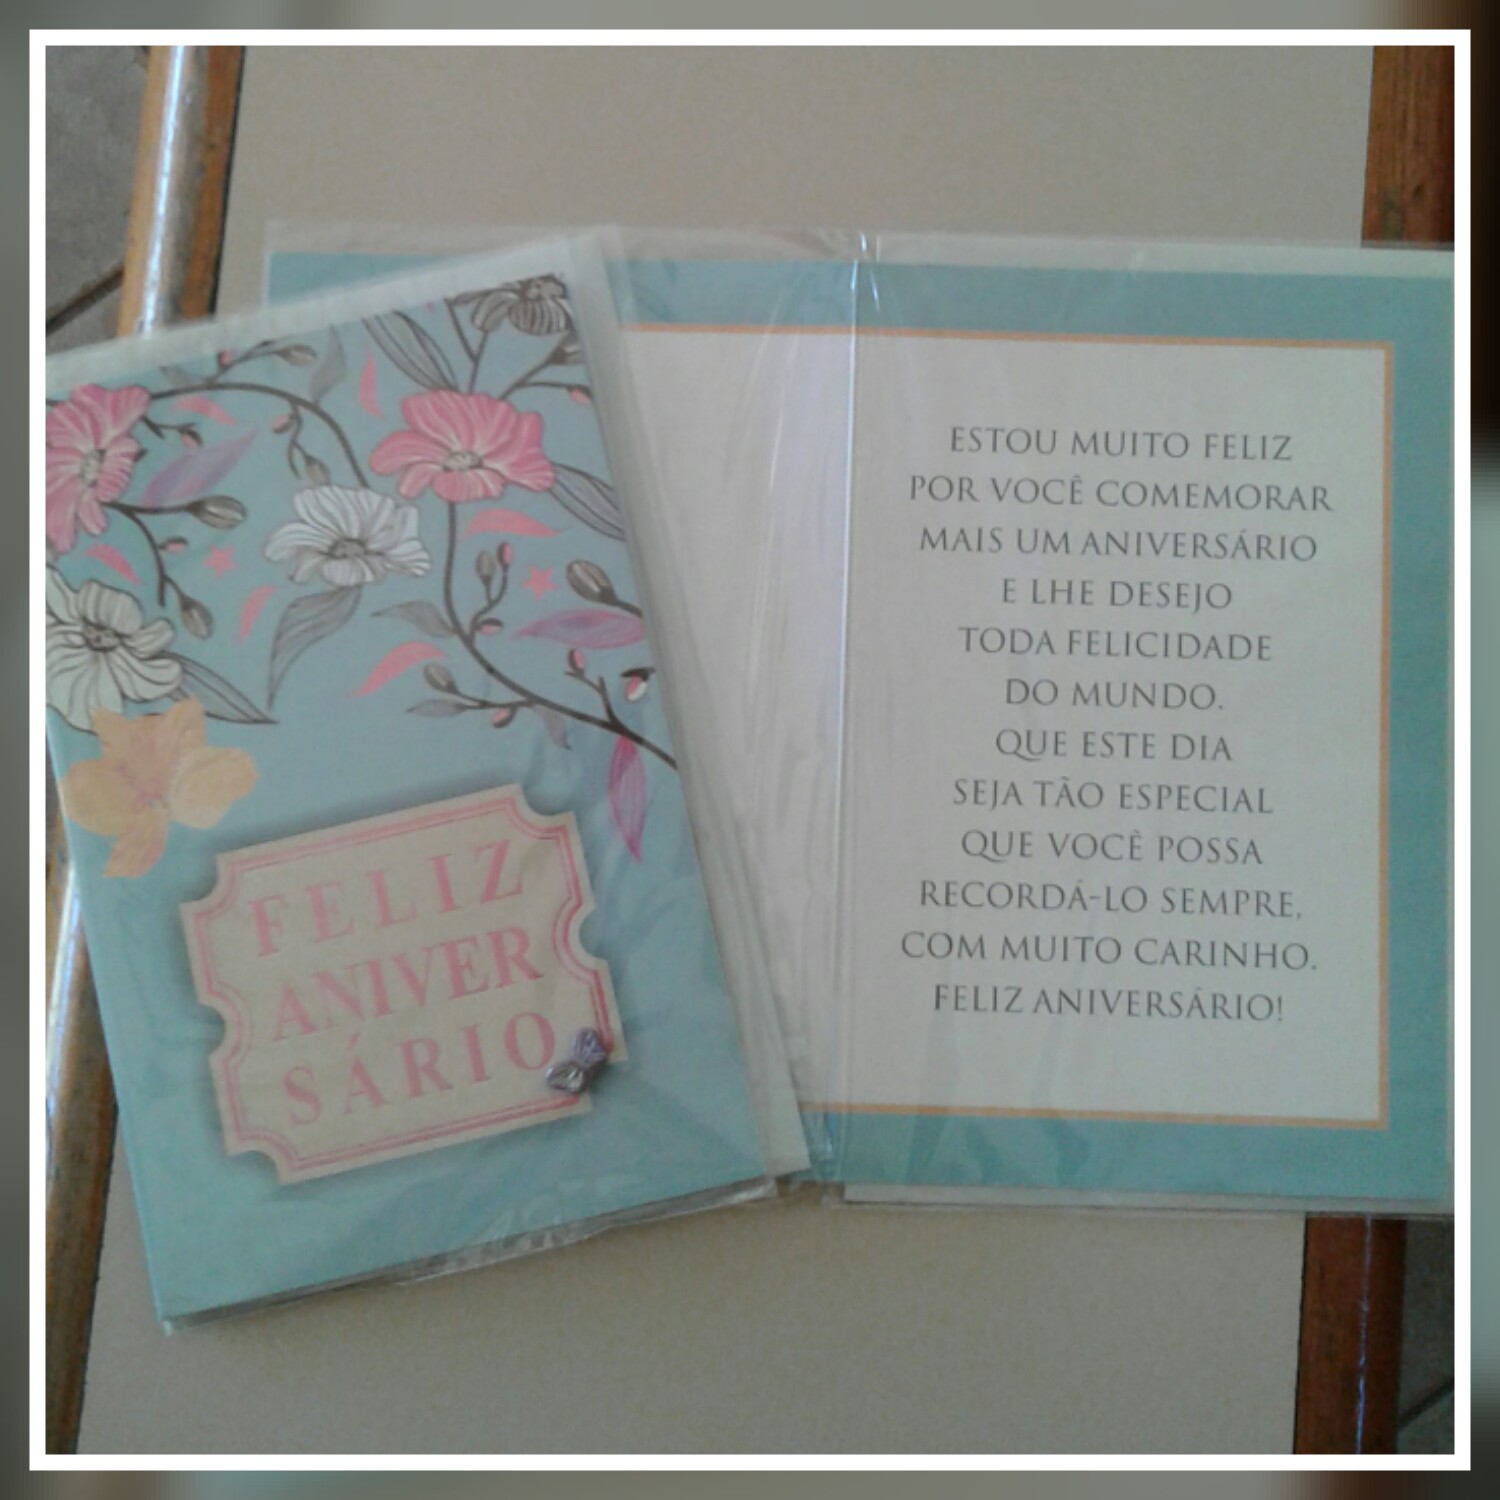 FELIZ
ANIVER
SÁRIO
ESTOU MUITO FELIZ
POR VOCÊ COMEMORAR
MAIS UM ANIVERSÁRIO
E LHE DESEJO
TODA FELICIDADE
DO MUNDO.
QUE ESTE DIA
SEJA TÃO ESPECIAL
QUE VOCÊ POSSA
RECORDÁ-LO SEMPRE,
COM MUITO CARINHO.
FELIZ ANIVERSÁRIO!